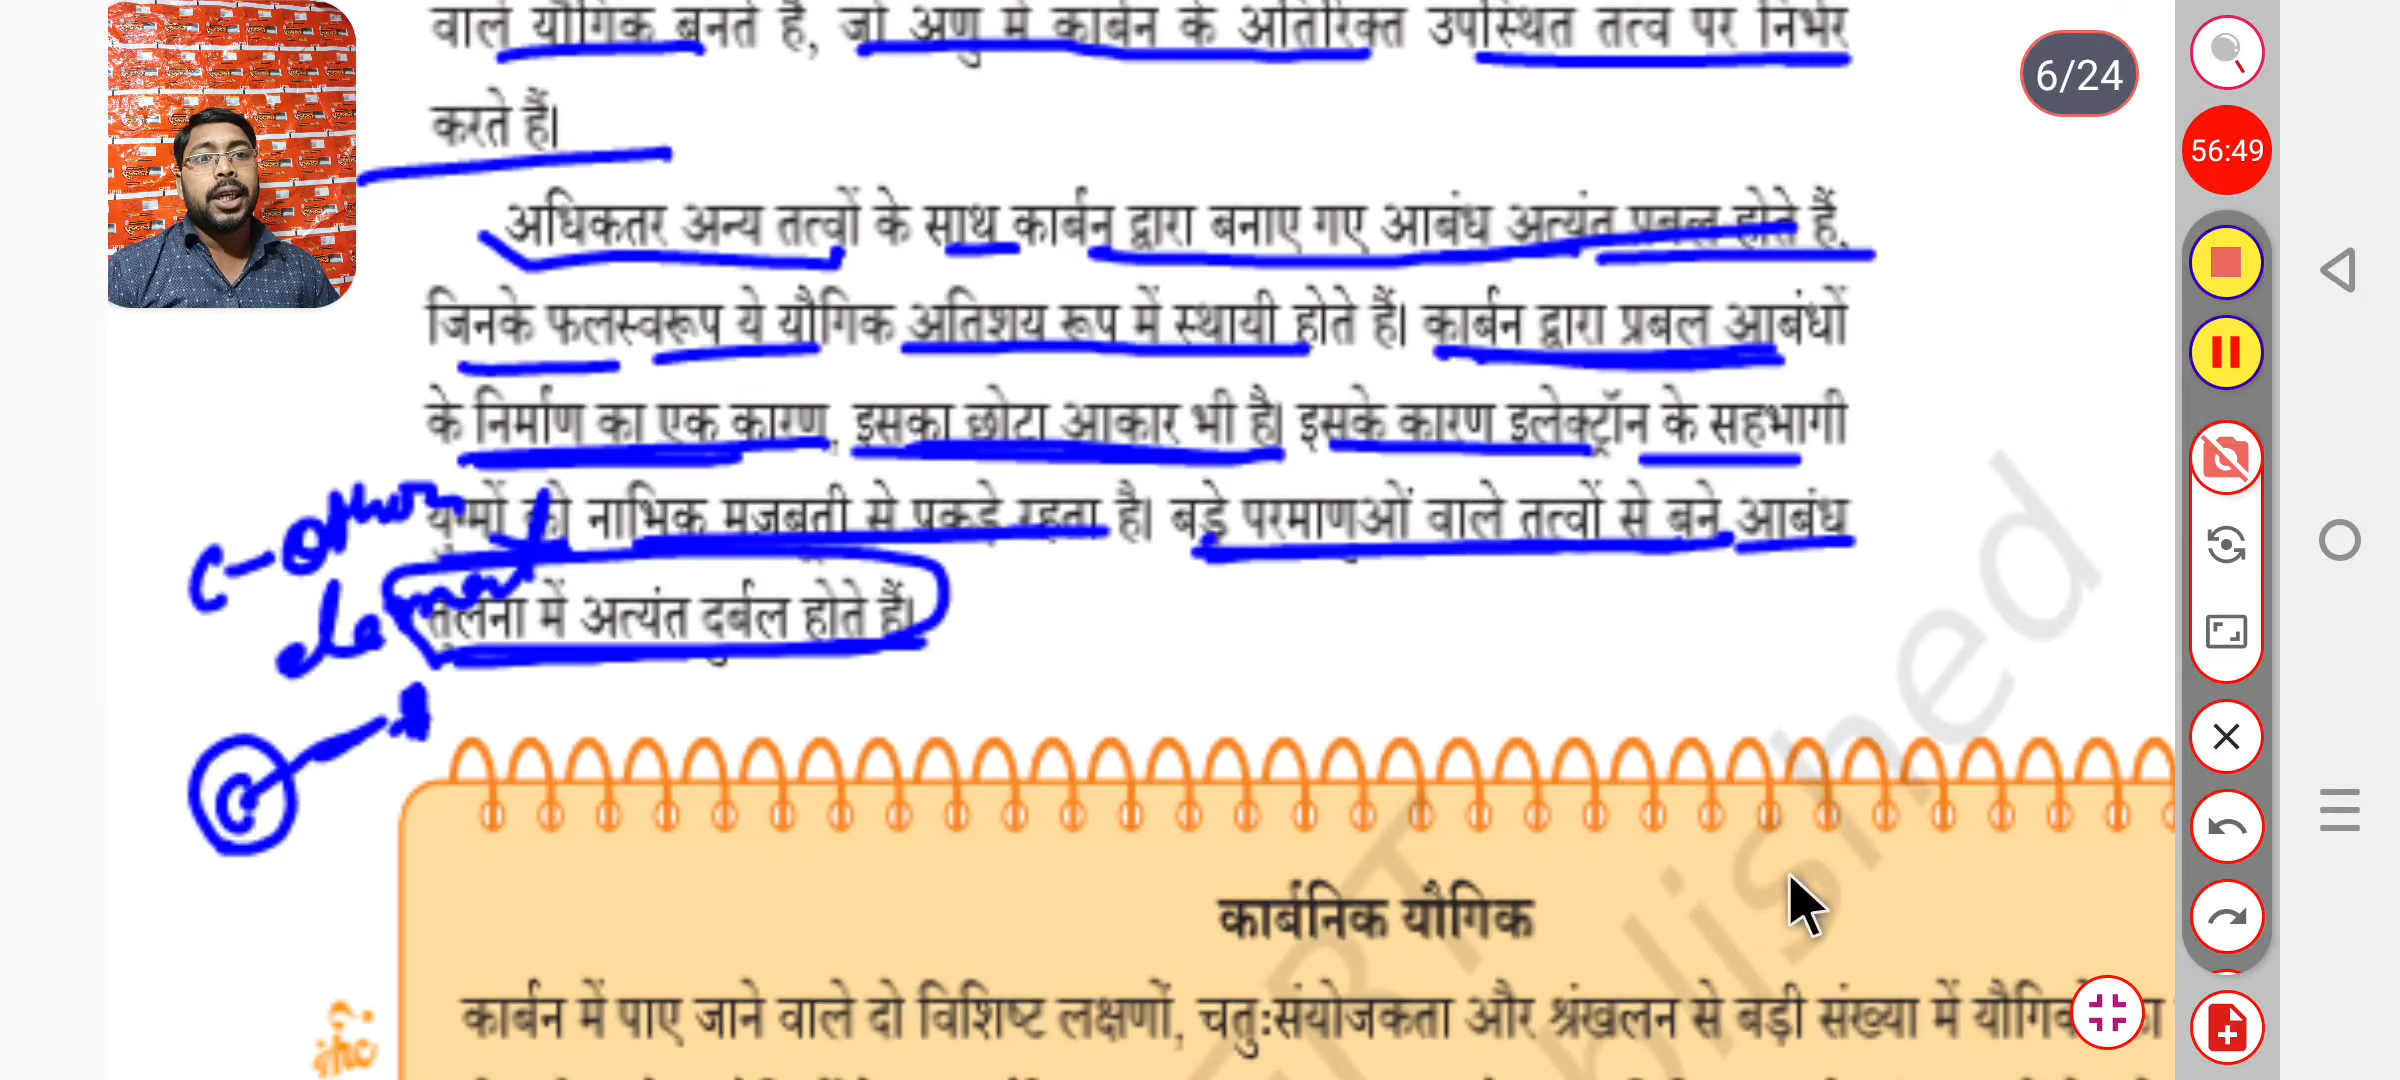 वाले यौगिक बनते हैं, जो अणु में कार्बन के अतिरिक्त उपस्थित तत्व पर निर्भर
करते हैं।
अधिकतर अन्य तत्वों के साथ कार्बन द्वारा बनाए गए आबंध अत्यंत प्रबल होते हैं,
जिनके फलस्वरूप ये यौगिक अतिशय रूप में स्थायी होते हैं। कार्बन द्वारा प्रबल आबंधों
के निर्माण का एक कारण, इसका छोटा आकार भी है। इसके कारण इलेक्ट्रॉन के सहभागी
युग्मों को नाभिक मजबूती से पकड़े रहता है। बड़े परमाणुओं वाले तत्वों से बने आबंध
तुलना में अत्यंत दुर्बल होते हैं।
C-
कार्बनिक यौगिक
कार्बन में पाए जाने वाले दो विशिष्ट लक्षणों, चतुःसंयोजकता और श्रृंखलन से बड़ी संख्या में
6/24
56:49